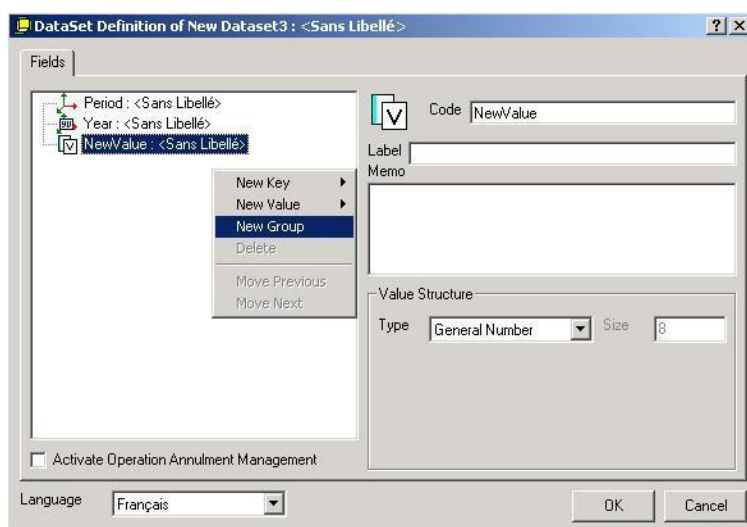 DataSet Definition of New Dataset3 : <Sans Libellé>
Fields
Period : <Sans Libellé>
Year : <Sans Libellé>
NewValue : <Sans Libellé>
New Key
New Value
New Group
Delete
Move Previous
Move Next
Activate Operation Annulment Management
Code NewValue
Label
Memo
Value Structure
Type General Number Size 8
Language Français
OK Cancel